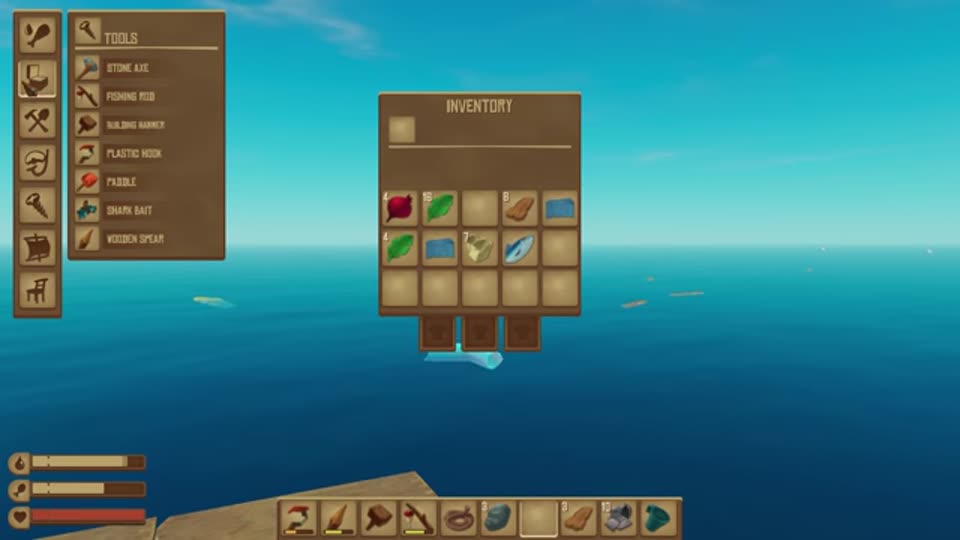 TOOLS
STONE AXE
FISHING ROD
BUILDING HAMMER
PLASTIC HOOK
PADDLE
SHARK BAIT
WOODEN SPEAR
INVENTORY
4 16 8
4 7
3 3 13